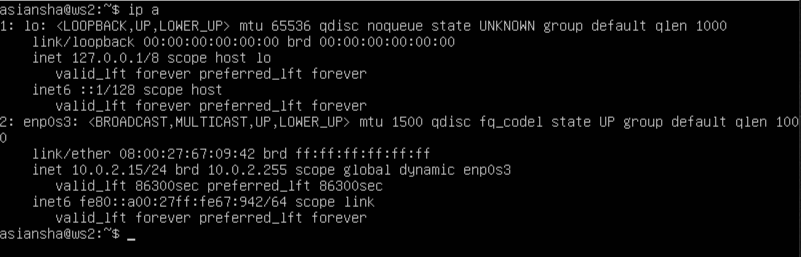 asiansha@ws2:~$ ip a
1: lo: <LOOPBACK,UP,LOWER_UP> mtu 65536 qdisc noqueue state UNKNOWN group default qlen 1000
    link/loopback 00:00:00:00:00:00 brd 00:00:00:00:00:00
    inet 127.0.0.1/8 scope host lo
       valid_lft forever preferred_lft forever
    inet6 ::1/128 scope host
       valid_lft forever preferred_lft forever
2: enp0s3: <BROADCAST,MULTICAST,UP,LOWER_UP> mtu 1500 qdisc fq_codel state UP group default qlen 100
0
    link/ether 08:00:27:67:09:42 brd ff:ff:ff:ff:ff:ff
    inet 10.0.2.15/24 brd 10.0.2.255 scope global dynamic enp0s3
       valid_lft 86300sec preferred_lft 86300sec
    inet6 fe80::a00:27ff:fe67:942/64 scope link
       valid_lft forever preferred_lft forever
asiansha@ws2:~$ _